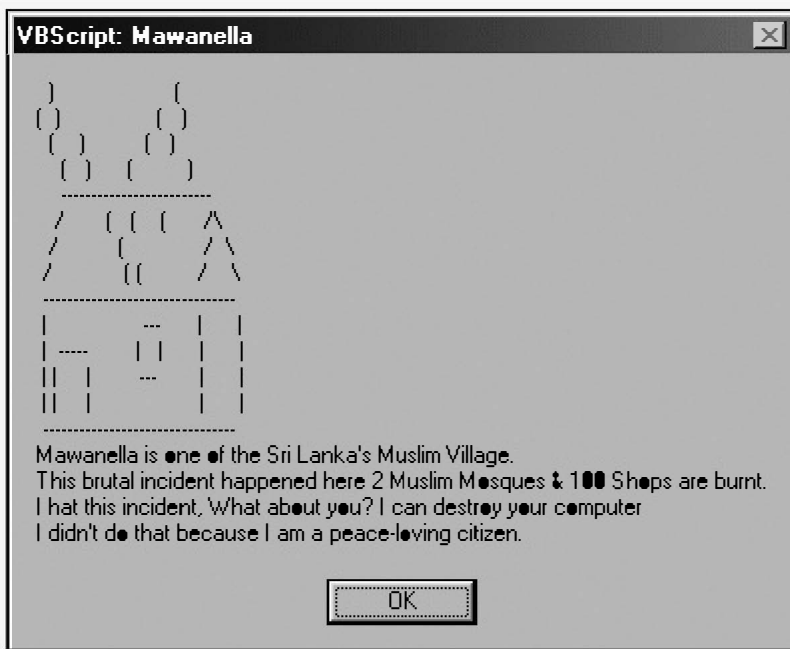 VBScript: Mawanella
)                    (
( )                ( )
(   )          ( )
( )     (        )
-------------------------
/       (  (  (      /\
/          (            /  \
/           ( (         /    \
--------------------------------
|                ---      |      |
| -----        |  |      |      |
| |     |        ---      |      |
| |     |                  |      |
--------------------------------
Mawanella is one of the Sri Lanka's Muslim Village.
This brutal incident happened here 2 Muslim Mosques & 100 Shops are burnt.
I hat this incident, What about you? I can destroy your computer
I didn't do that because I am a peace-loving citizen.
OK